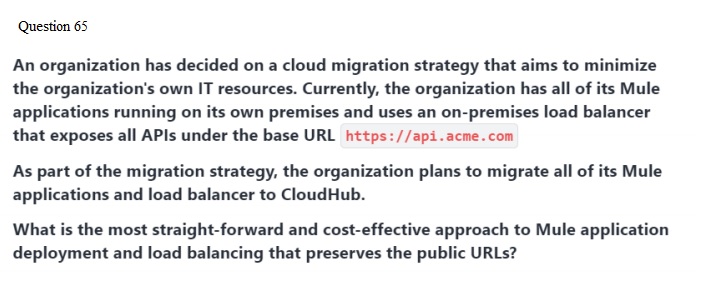 Question 65
An organization has decided on a cloud migration strategy that aims to minimize
the organization's own IT resources. Currently, the organization has all of its Mule
applications running on its own premises and uses an on-premises load balancer
that exposes all APIs under the base URL https://api.acme.com
As part of the migration strategy, the organization plans to migrate all of its Mule
applications and load balancer to CloudHub.
What is the most straight-forward and cost-effective approach to Mule application
deployment and load balancing that preserves the public URLs?